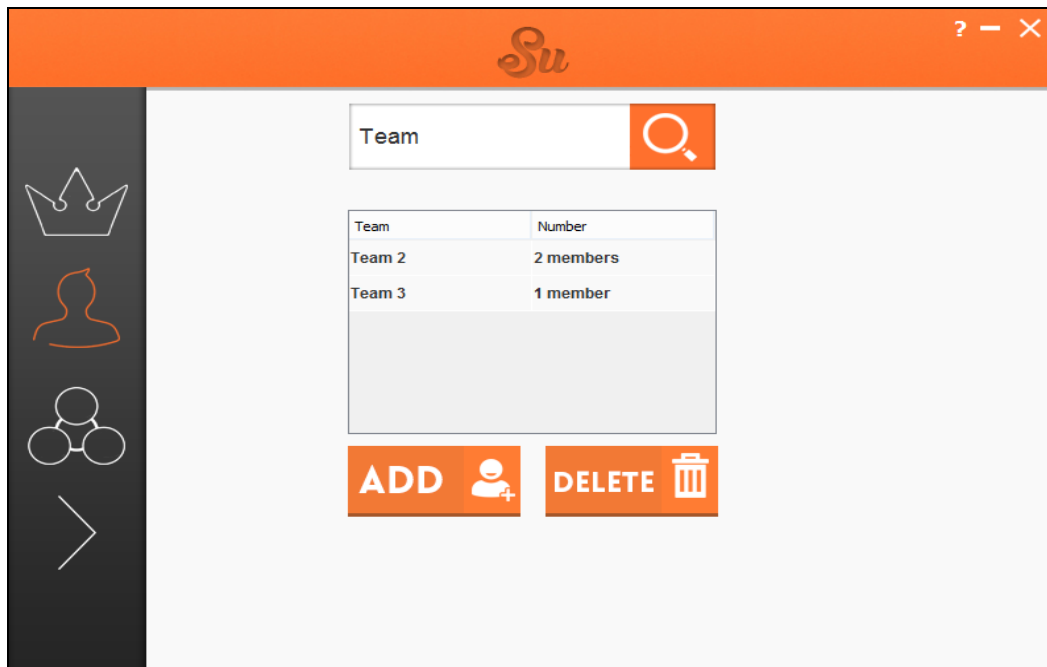 Su
?
Team
Team Number
Team 2 2 members
Team 3 1 member
ADD DELETE